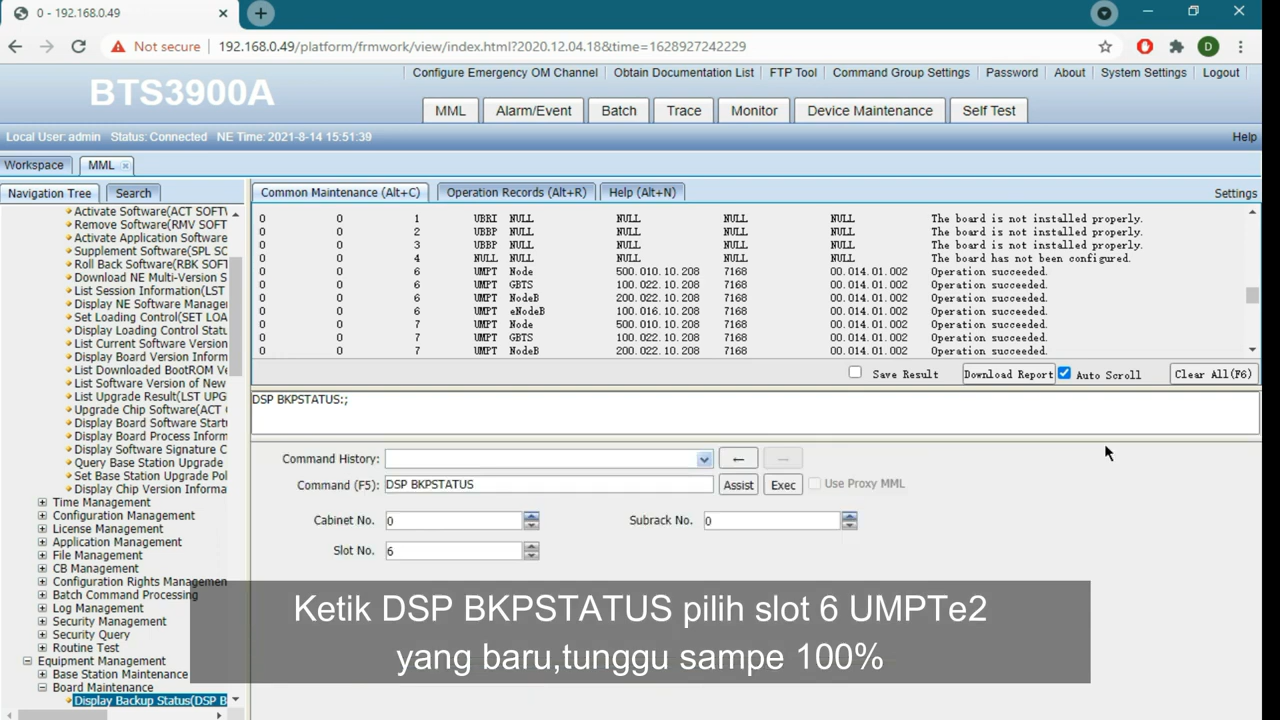 0 - 192.168.0.49
Not secure
192.168.0.49/platform/frmwork/view/index.html?2020.12.04.18&time=1628927242229
D
Configure Emergency OM Channel Obtain Documentation List FTP Tool Command Group Settings Password About System Settings Logout
BTS3900A
MML Alarm/Event Batch Trace Monitor Device Maintenance Self Test
Local User: admin Status: Connected NE Time: 2021-8-14 15:51:39 Help
Workspace MML
Navigation Tree Search
Common Maintenance (Alt+C) Operation Records (Alt+R) Help (Alt+N) Settings
Activate Software(ACT SOFTW
Remove Software(RMV SOFT
Activate Application Software
Supplement Software(SPL SO
Roll Back Software(RBK SOFT
Download NE Multi-Version S
List Session Information(LST
Display NE Software Manager
Set Loading Control(SET LOA
Display Loading Control Statu
List Current Software Version
Display Board Version Inform
List Downloaded BootROM Ve
List Software Version of New
List Upgrade Result(LST UPG
Upgrade Chip Software(ACT
Display Board Software Startu
Display Board Process Inform
Display Software Signature C
Query Base Station Upgrade
Set Base Station Upgrade Pol
Display Chip Version Informa
Time Management
Configuration Management
License Management
Application Management
File Management
CB Management
Configuration Rights Managemen
Batch Command Processing
Log Management
Security Management
Security Query
Routine Test
Equipment Management
Base Station Maintenance
Board Maintenance
Display Backup Status(DSP B
0 0 1 UBRI NULL NULL NULL NULL The board is not installed properly.
0 0 2 UBBP NULL NULL NULL NULL The board is not installed properly.
0 0 3 UBBP NULL NULL NULL NULL The board is not installed properly.
0 0 4 NULL NULL NULL NULL NULL The board has not been configured.
0 0 6 UMPT Node 500.010.10.208 7168 00.014.01.002 Operation succeeded.
0 0 6 UMPT GBTS 100.022.10.208 7168 00.014.01.002 Operation succeeded.
0 0 6 UMPT NodeB 200.022.10.208 7168 00.014.01.002 Operation succeeded.
0 0 6 UMPT eNodeB 100.016.10.208 7168 00.014.01.002 Operation succeeded.
0 0 7 UMPT Node 500.010.10.208 7168 00.014.01.002 Operation succeeded.
0 0 7 UMPT GBTS 100.022.10.208 7168 00.014.01.002 Operation succeeded.
0 0 7 UMPT NodeB 200.022.10.208 7168 00.014.01.002 Operation succeeded.
Save Result Download Report Auto Scroll Clear All(F6)
DSP BKPSTATUS:;
Command History:
Command (F5): DSP BKPSTATUS Assist Exec Use Proxy MML
Cabinet No. 0 Subrack No. 0
Slot No. 6
Ketik DSP BKPSTATUS pilih slot 6 UMPTe2
yang baru,tunggu sampe 100%